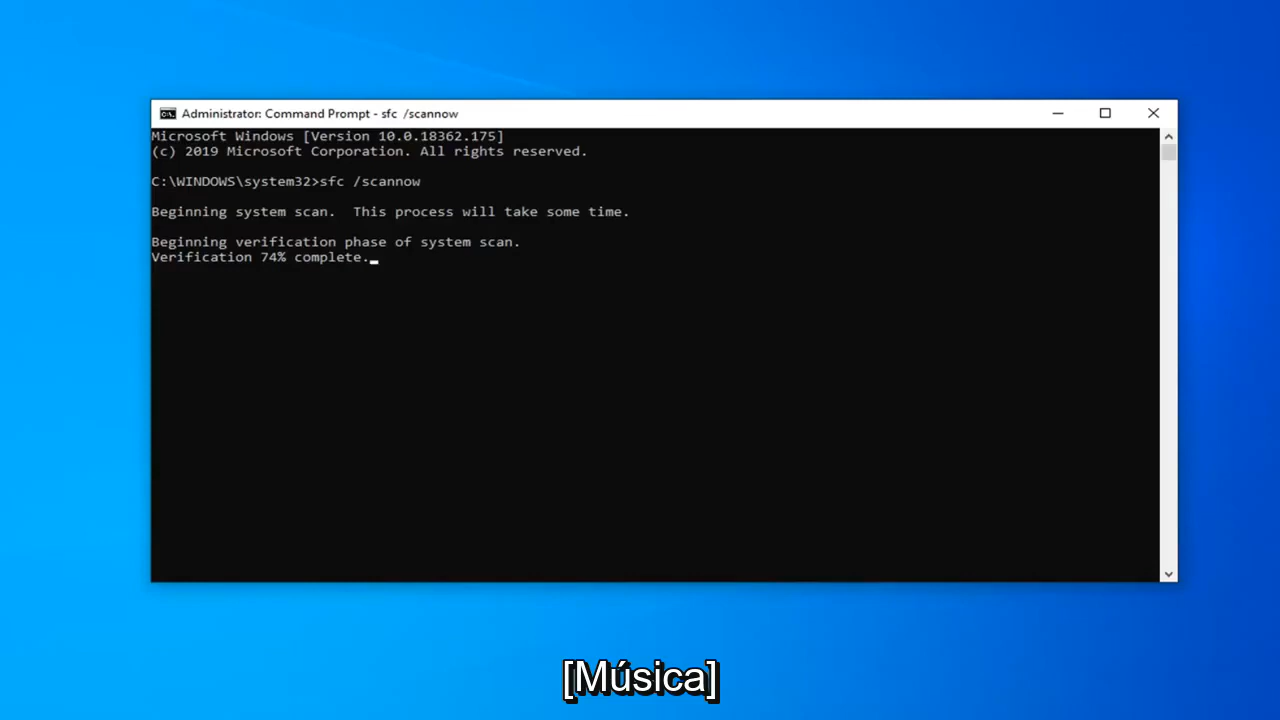 Administrator: Command Prompt - sfc  /scannow
Microsoft Windows [Version 10.0.18362.175]
(c) 2019 Microsoft Corporation. All rights reserved.
C:\WINDOWS\system32>sfc /scannow
Beginning system scan.  This process will take some time.
Beginning verification phase of system scan.
Verification 74% complete.
[Música]